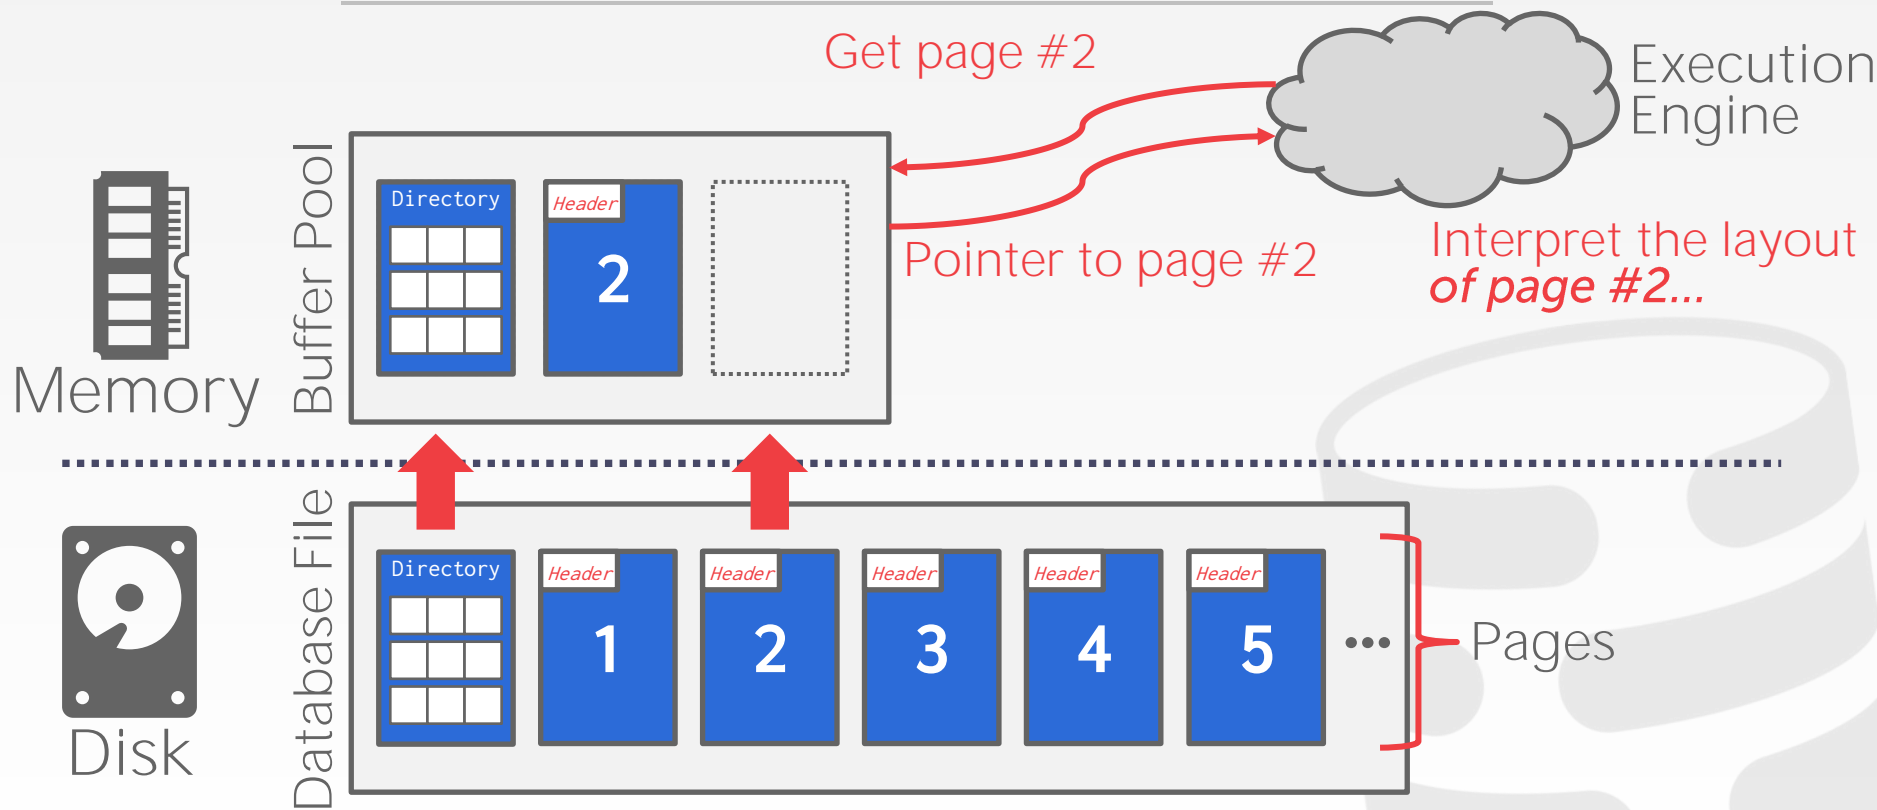 Get page #2
Execution
Engine
Buffer Pool
Directory
Header
2
Pointer to page #2
Interpret the layout
of page #2...
Memory
Database File
Directory
Header
1
Header
2
Header
3
Header
4
Header
5
•••
Pages
Disk